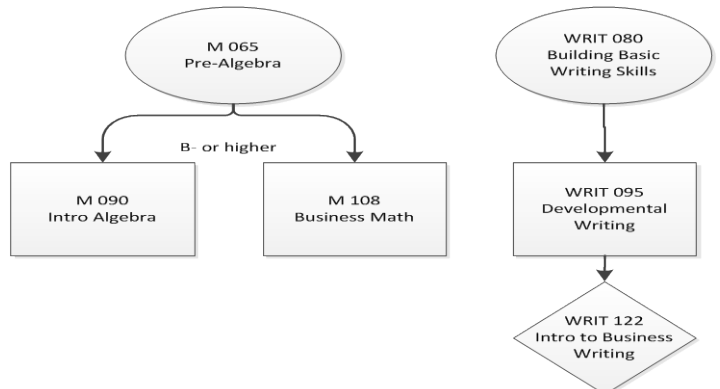 M 065
Pre-Algebra
B- or higher
M 090
Intro Algebra
M 108
Business Math
WRIT 080
Building Basic
Writing Skills
WRIT 095
Developmental
Writing
WRIT 122
Intro to Business
Writing